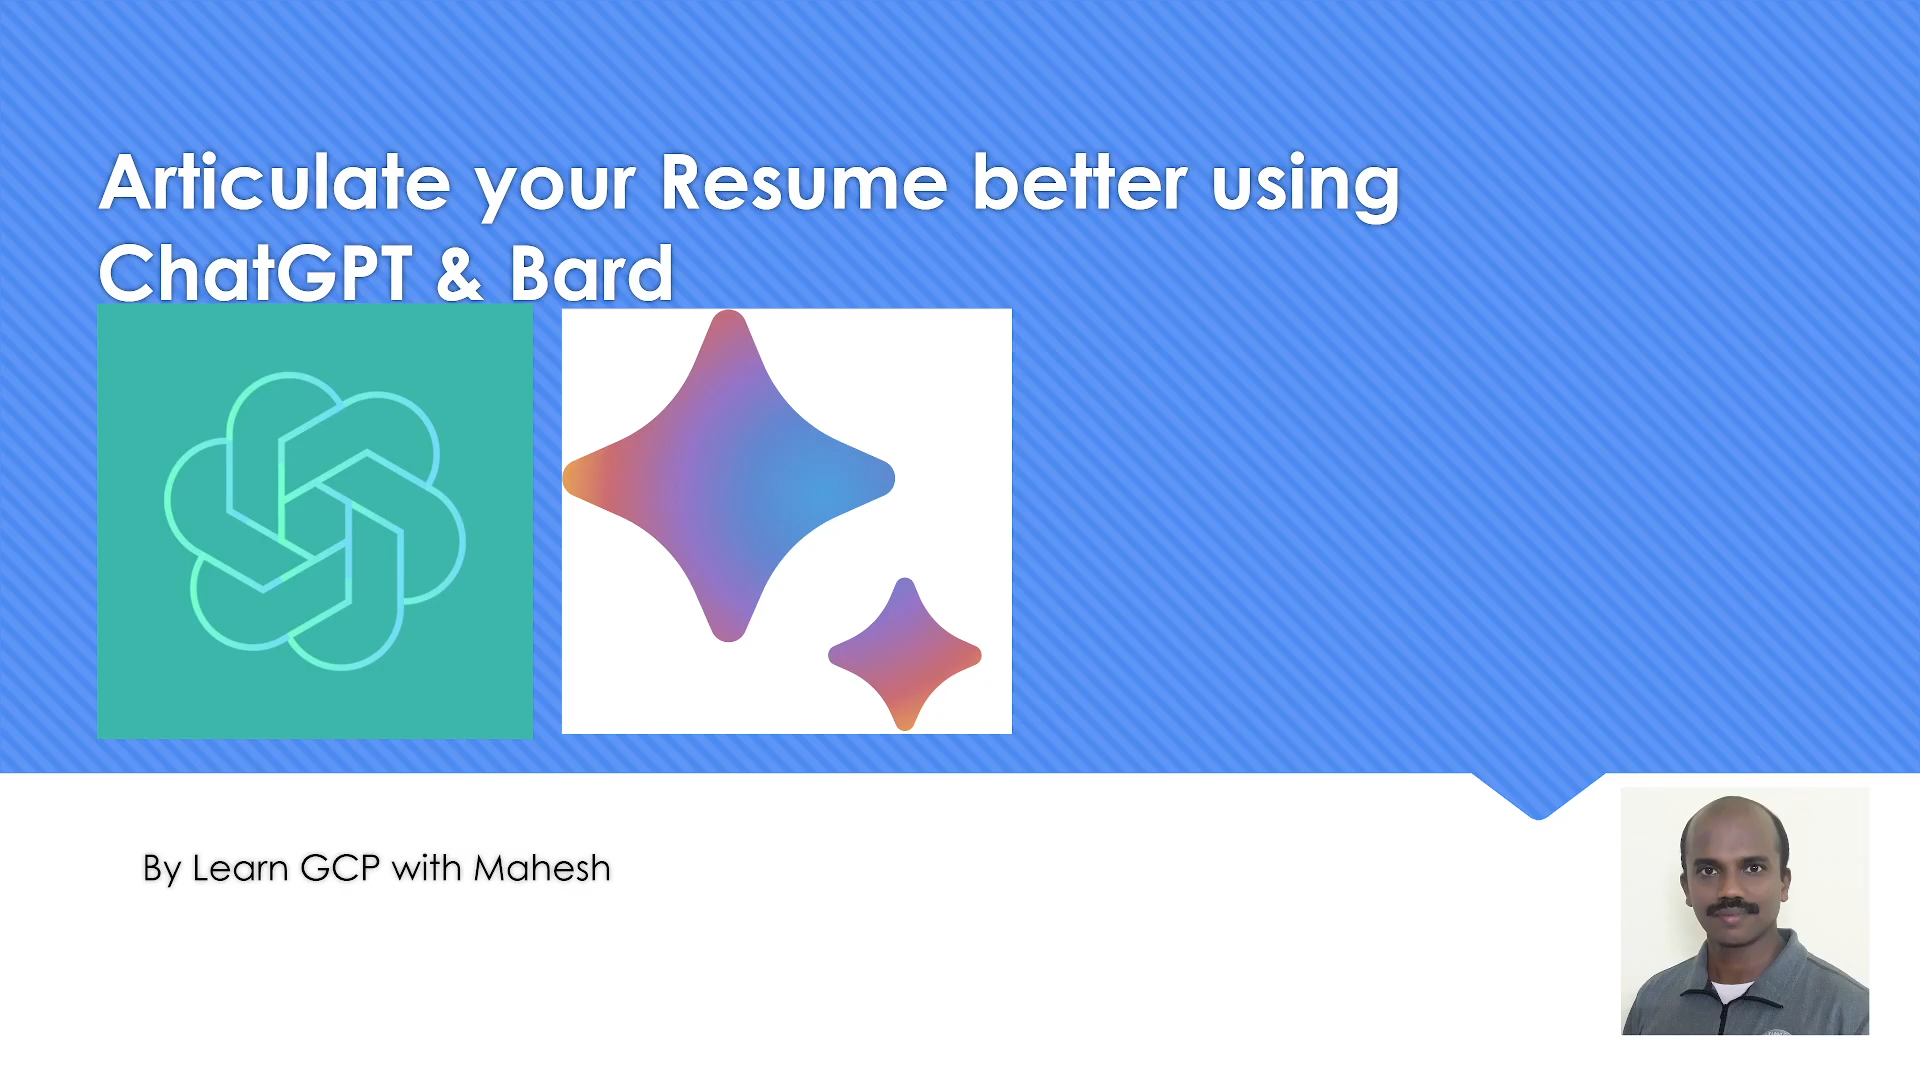 Articulate your Resume better using
ChatGPT & Bard
By Learn GCP with Mahesh